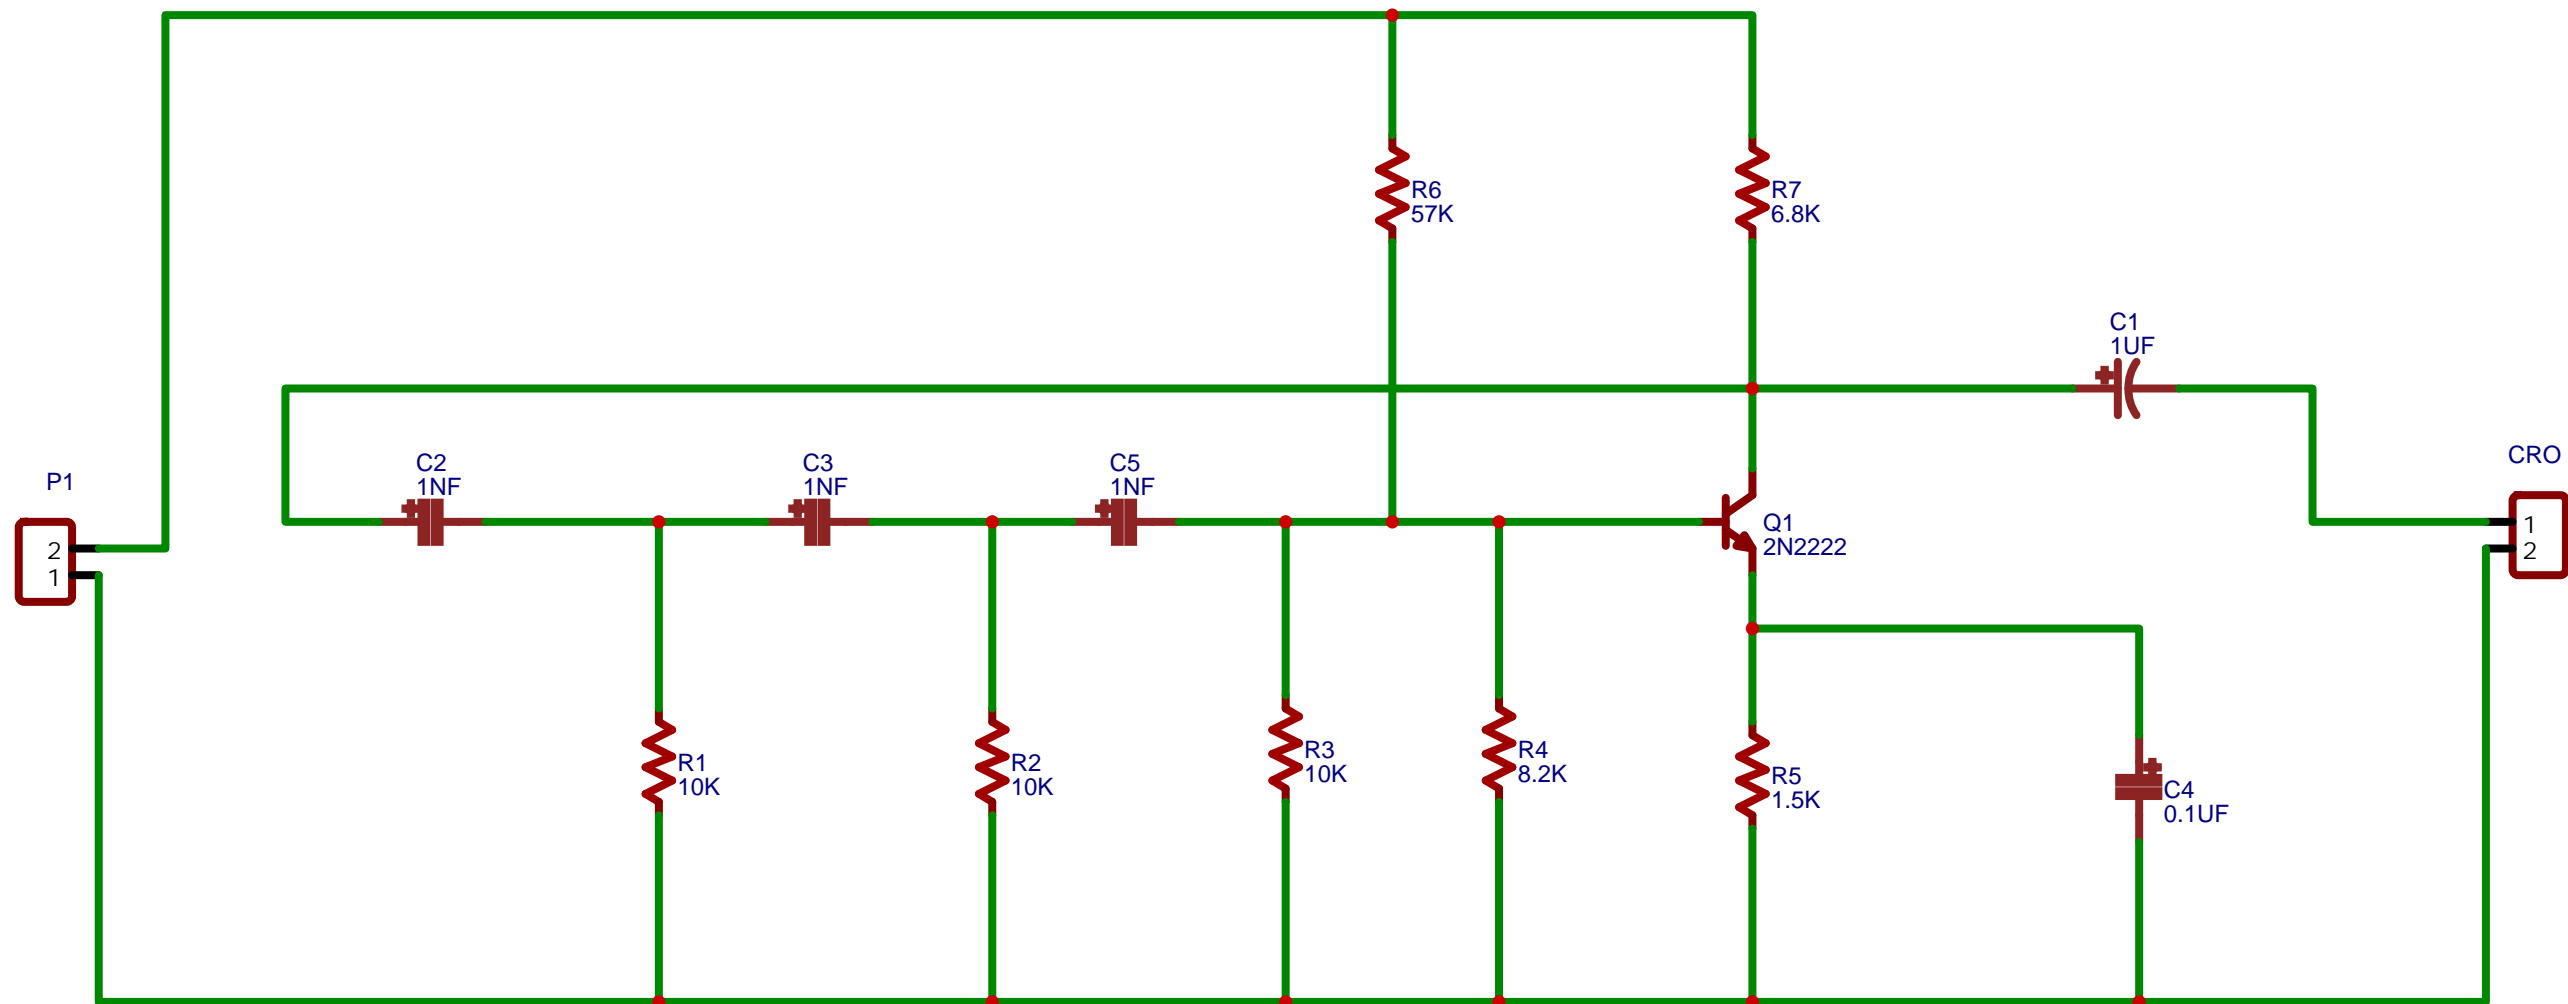 R6
57K
R7
6.8K
C1
1UF
P1
2
1
C2
1NF
C3
1NF
C5
1NF
Q1
2N2222
CRO
1
2
R1
10K
R2
10K
R3
10K
R4
8.2K
R5
1.5K
C4
0.1UF